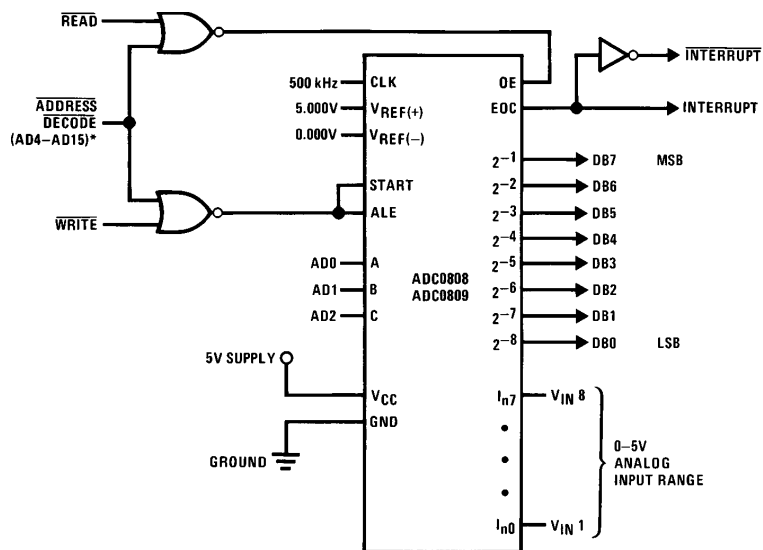 READ
ADDRESS
DECODE
(AD4–AD15)*
WRITE
500 kHz
CLK
5.000V
VREF(+)
0.000V
VREF(−)
START
ALE
AD0
A
AD1
B
AD2
C
5V SUPPLY
VCC
GND
GROUND
ADC0808
ADC0809
OE
EOC
INTERRUPT
INTERRUPT
2−1
DB7
MSB
2−2
DB6
2−3
DB5
2−4
DB4
2−5
DB3
2−6
DB2
2−7
DB1
2−8
DB0
LSB
In7
VIN 8
0–5V
ANALOG
INPUT RANGE
In0
VIN 1